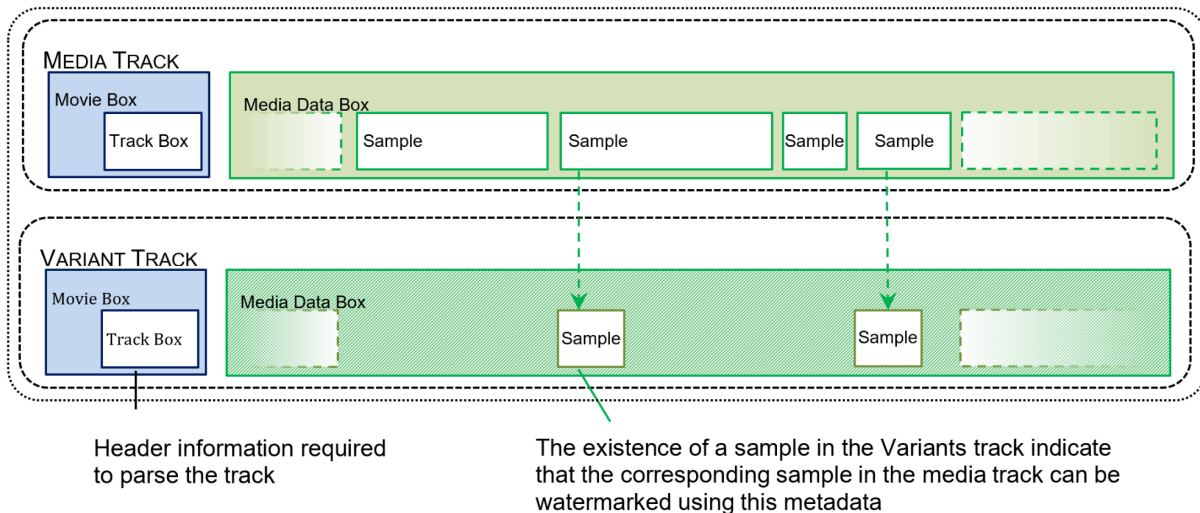 MEDIA TRACK
Movie Box
Track Box
Media Data Box
Sample
Sample
Sample
Sample
VARIANT TRACK
Movie Box
Track Box
Media Data Box
Sample
Sample
Header information required
to parse the track
The existence of a sample in the Variants track indicate
that the corresponding sample in the media track can be
watermarked using this metadata